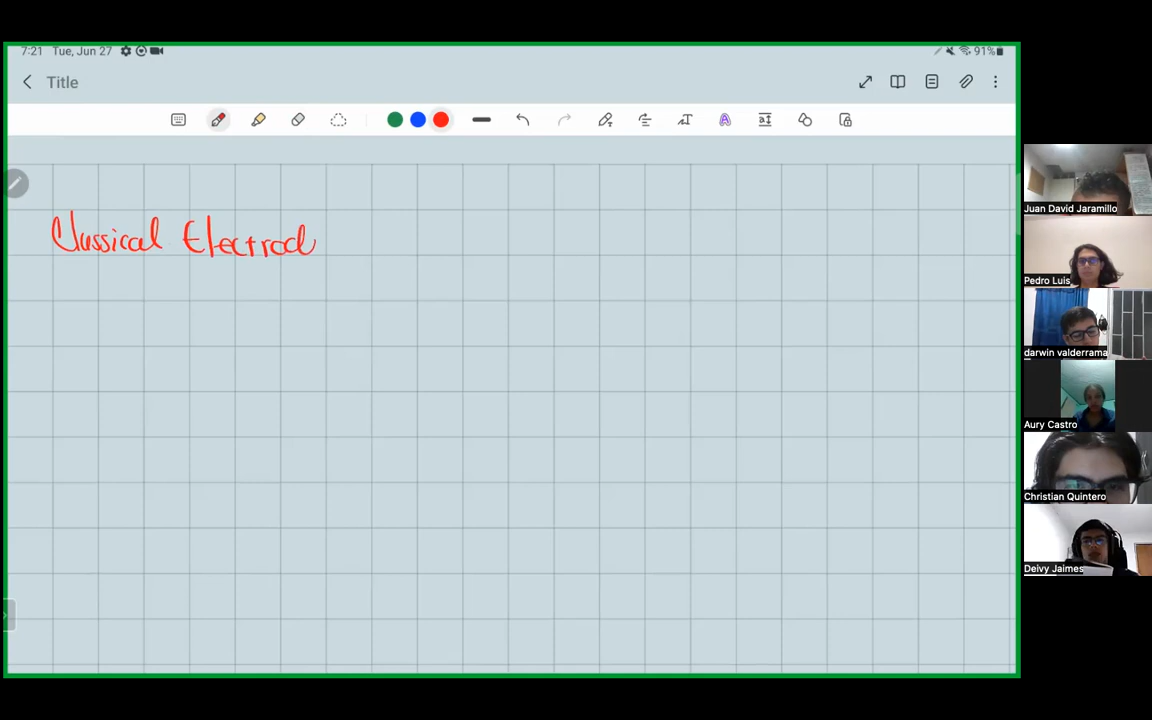 7:21 Tue, Jun 27 91%
Title
Classical Electrod
Juan David Jaramillo
Pedro Luis
darwin valderrama
Aury Castro
Christian Quintero
Deivy Jaimes